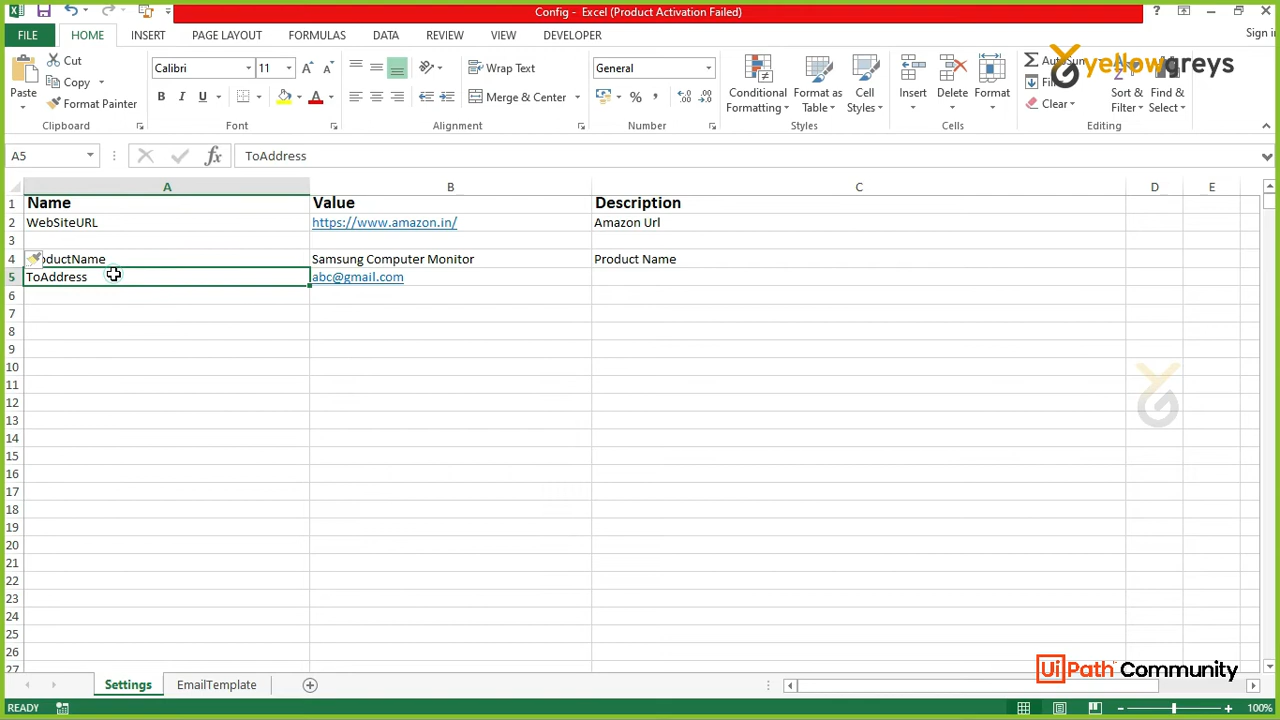 Config - Excel (Product Activation Failed)
FILE HOME INSERT PAGE LAYOUT FORMULAS DATA REVIEW VIEW DEVELOPER Sign in
Paste Cut Copy Format Painter
Calibri 11 B I U A
Wrap Text Merge & Center
General % ,
Conditional Formatting Format as Table Cell Styles
Insert Delete Format
Clear Sort & Filter Find & Select
yellowgreys
Clipboard Font Alignment Number Styles Cells Editing
A5 fx ToAddress
A B C D E
1 Name Value Description
2 WebSiteURL https://www.amazon.in/ Amazon Url
3
4 oductName Samsung Computer Monitor Product Name
5 ToAddress abc@gmail.com
6
7
8
9
10
11
12
13
14
15
16
17
18
19
20
21
22
23
24
25
26
27
UiPath Community
Settings EmailTemplate
READY 100%